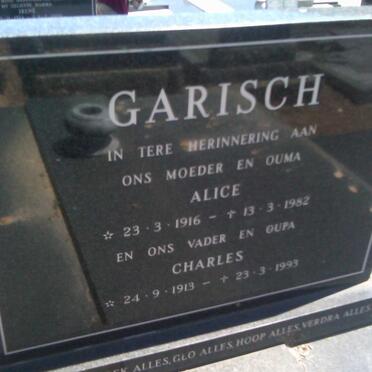 GARISCH
IN TERE HERINNERING AAN
ONS MOEDER EN OUMA
ALICE
☆ 23 · 3 · 1916 – † 13 · 3 · 1982
EN ONS VADER EN OUPA
CHARLES
☆ 24 · 9 · 1913 – † 23 · 3 · 1993
ALLES, GLO ALLES, HOOP ALLES, VERDRA ALLES